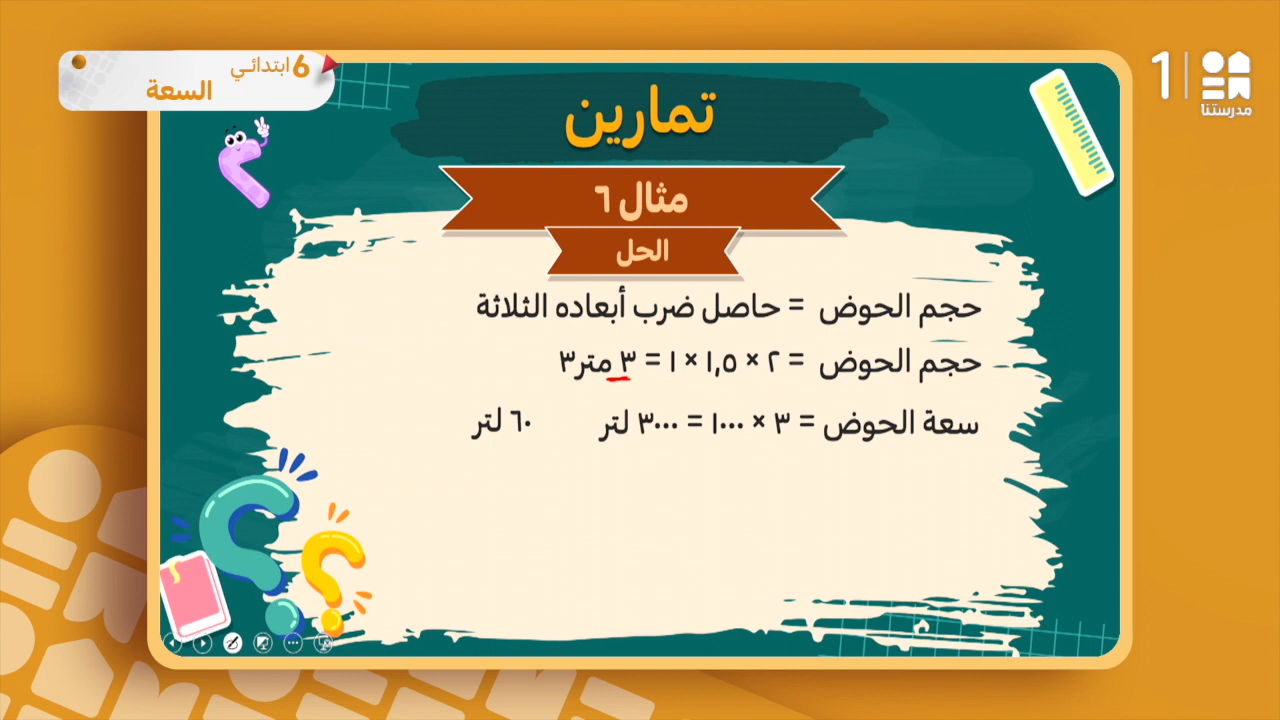 6 ابتدائي
السعة
1
مدرستنا
تمارين
مثال ٦
الحل
حجم الحوض = حاصل ضرب أبعاده الثلاثة
حجم الحوض = ٢ × ١,٥ × ١ = ٣ متر٣
سعة الحوض = ٣ × ١٠٠٠ = ٣٠٠٠ لتر ٦٠ لتر